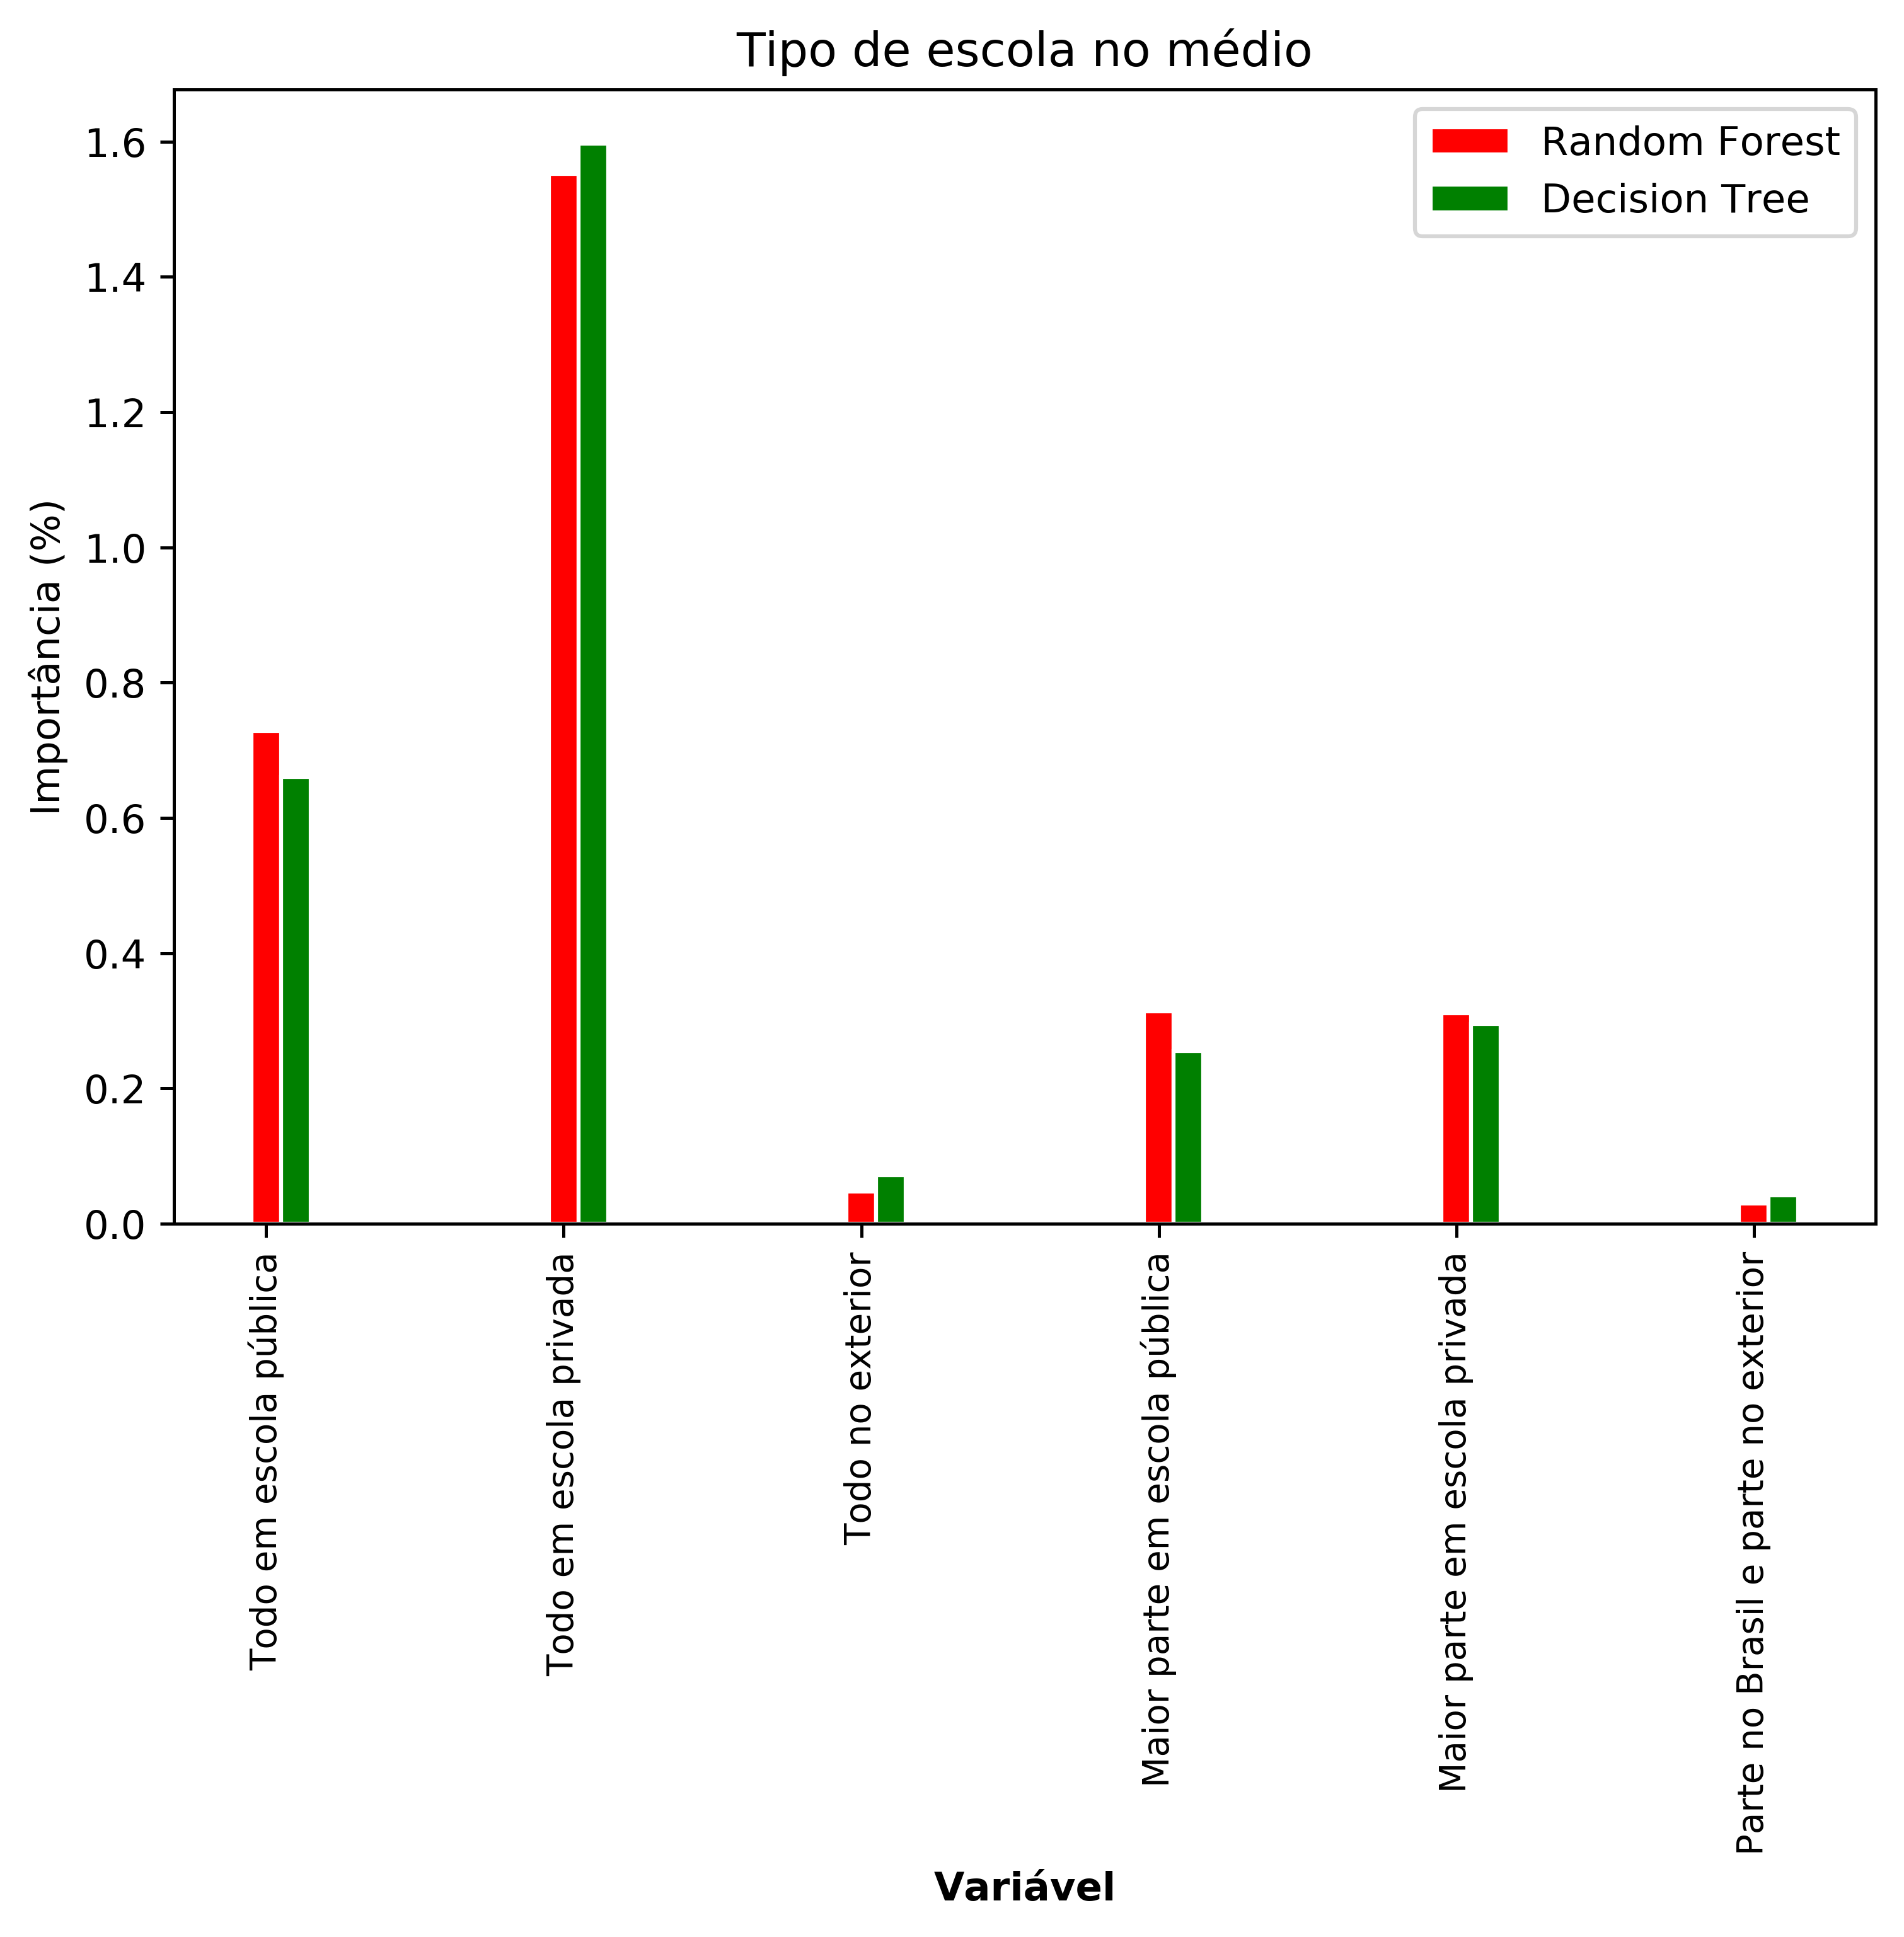 Tipo de escola no médio
Random Forest
Decision Tree
Importância (%)
1.6
1.4
1.2
1.0
0.8
0.6
0.4
0.2
0.0
Todo em escola pública
Todo em escola privada
Todo no exterior
Maior parte em escola pública
Maior parte em escola privada
Parte no Brasil e parte no exterior
Variável